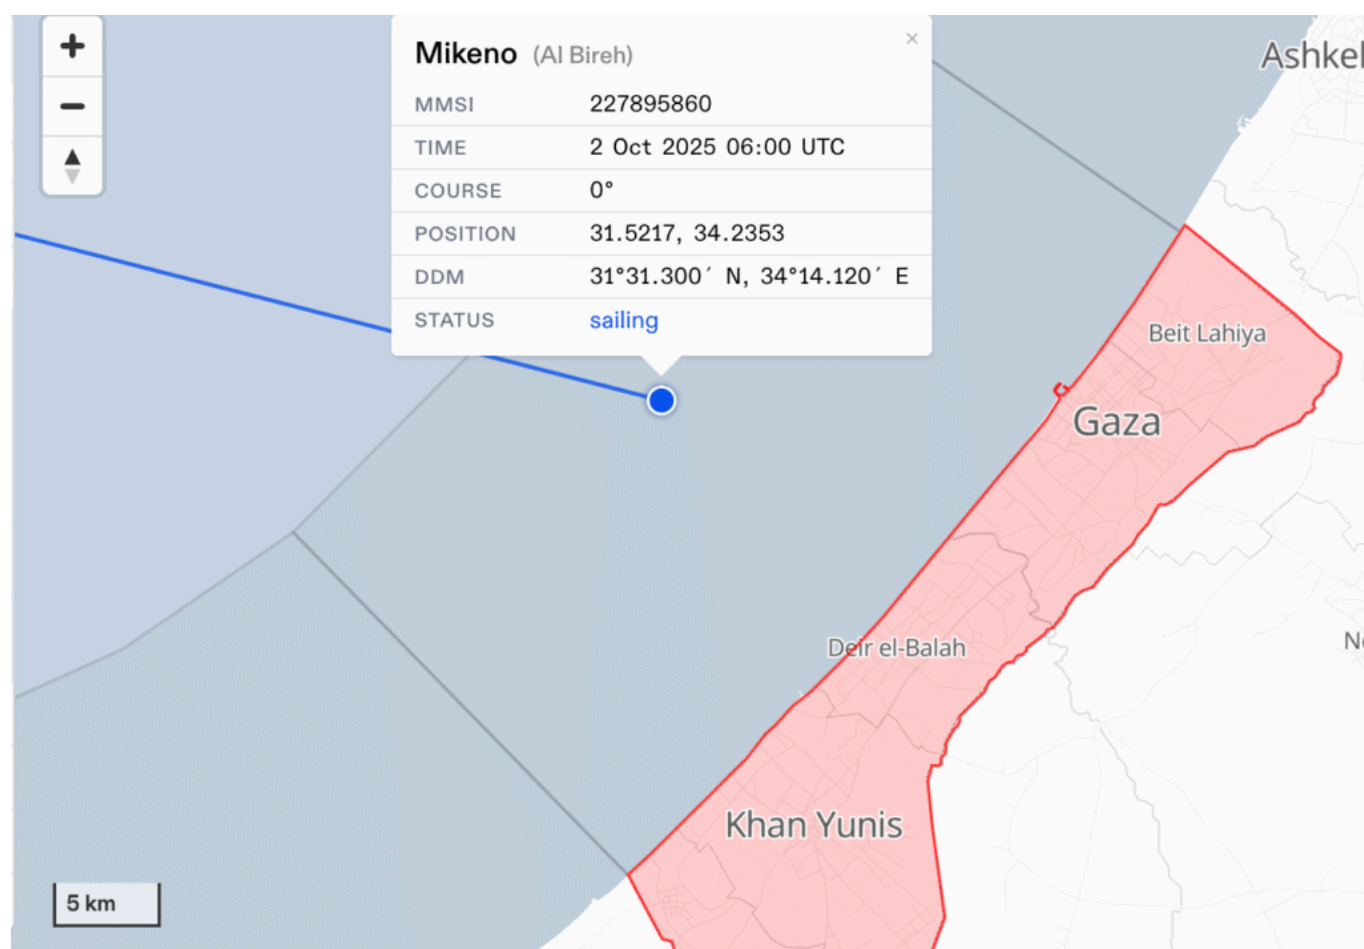 Mikeno (Al Bireh)
×
MMSI 227895860
TIME 2 Oct 2025 06:00 UTC
COURSE 0°
POSITION 31.5217, 34.2353
DDM 31°31.300′ N, 34°14.120′ E
STATUS sailing
Ashkel
Beit Lahiya
Gaza
Deir el-Balah
Khan Yunis
5 km